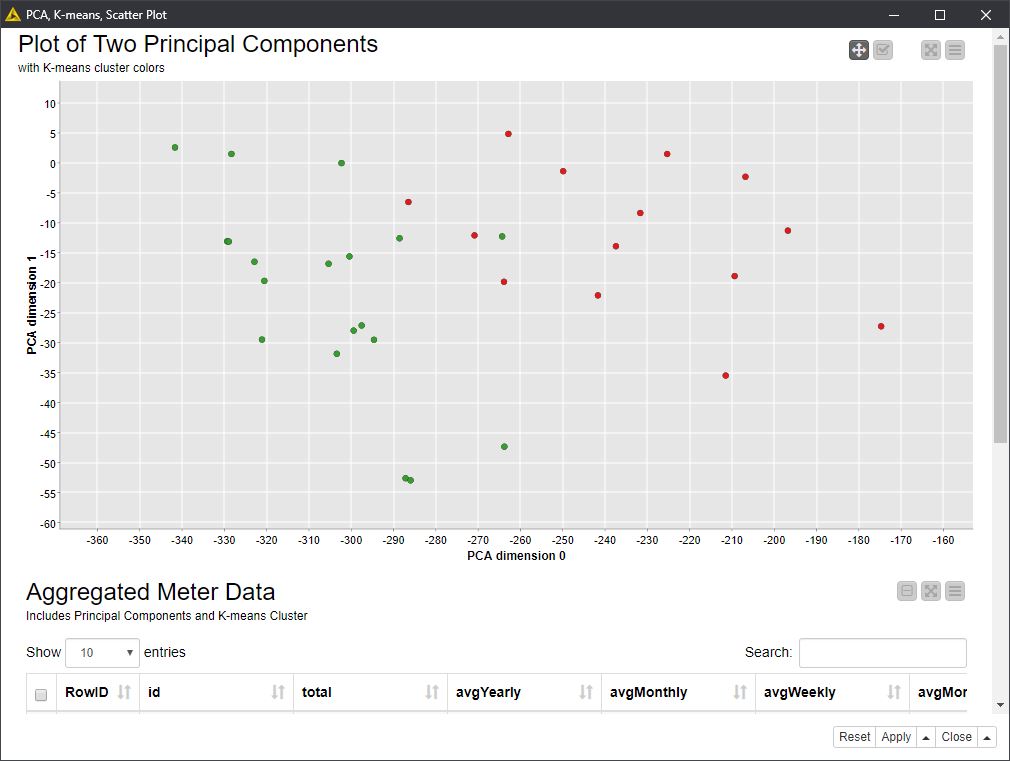 PCA, K-means, Scatter Plot
Plot of Two Principal Components
with K-means cluster colors
10
5
0
-5
-10
-15
-20
-25
-30
-35
-40
-45
-50
-55
-60
PCA dimension 1
-360 -350 -340 -330 -320 -310 -300 -290 -280 -270 -260 -250 -240 -230 -220 -210 -200 -190 -180 -170 -160
PCA dimension 0
Aggregated Meter Data
Includes Principal Components and K-means Cluster
Show 10 entries Search:
RowID id total avgYearly avgMonthly avgWeekly avgMor
Reset Apply Close